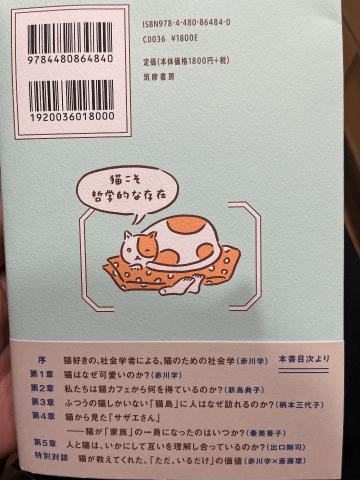 ISBN978-4-480-86484-0
C0036 ¥1800E
定価(本体価格1800円+税)
筑摩書房
9784480864840
1920036018000
猫こそ
哲学的な存在
本書目次より
序 猫好きの、社会学者による、猫のための社会学(赤川学)
第1章 猫はなぜ可愛いのか?(赤川学)
第2章 私たちは猫カフェから何を得ているのか?(新島典子)
第3章 ふつうの猫しかいない「猫島」に人はなぜ訪れるのか?(柄本三代子)
第4章 猫から見た『サザエさん』
――猫が「家族」の一員になったのはいつか?(秦美香子)
第5章 人と猫は、いかにして互いを理解し合っているのか?(出口剛司)
特別対談 猫が教えてくれた、「ただ、いるだけ」の価値(赤川学×斎藤環)